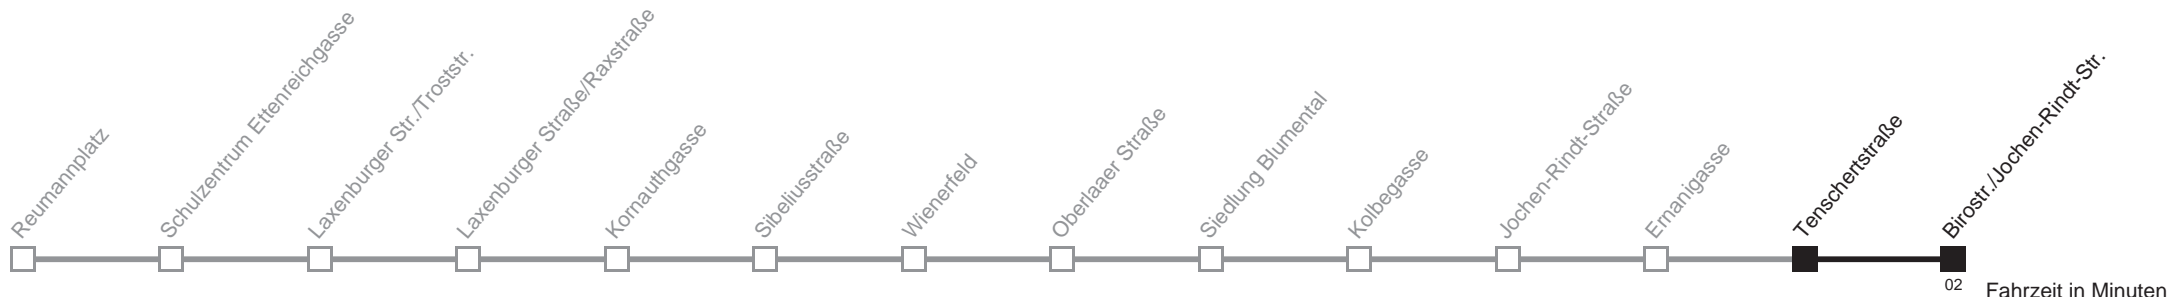 Reumannplatz
Schulzentrum Ettenreichgasse
Laxenburger Str./Troststr.
Laxenburger Straße/Raxstraße
Kornauthgasse
Sibeliusstraße
Wienerfeld
Oberlaaer Straße
Siedlung Blumental
Kolbegasse
Jochen-Rindt-Straße
Ernanigasse
Tenschertstraße
Birostr./Jochen-Rindt-Str.
02
Fahrzeit in Minuten